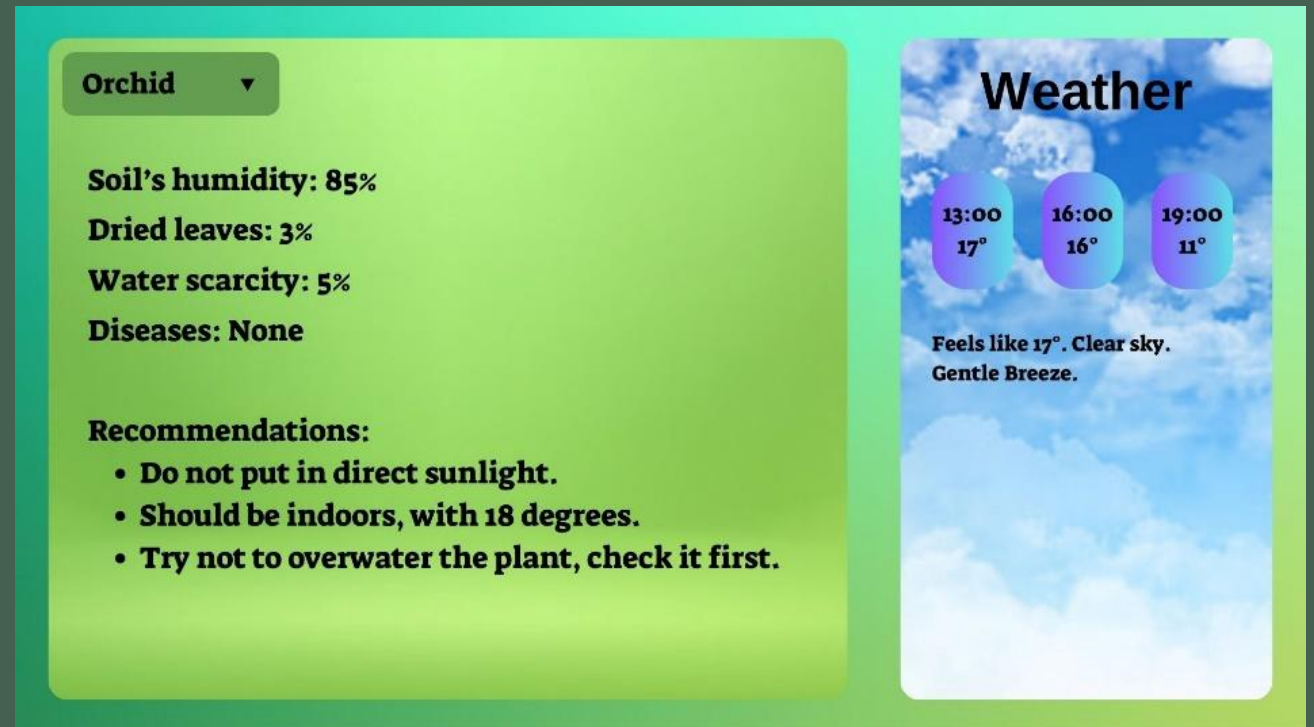 Orchid ▼
Soil’s humidity: 85%
Dried leaves: 3%
Water scarcity: 5%
Diseases: None
Recommendations:
• Do not put in direct sunlight.
• Should be indoors, with 18 degrees.
• Try not to overwater the plant, check it first.
Weather
13:00 16:00 19:00
17° 16° 11°
Feels like 17°. Clear sky.
Gentle Breeze.